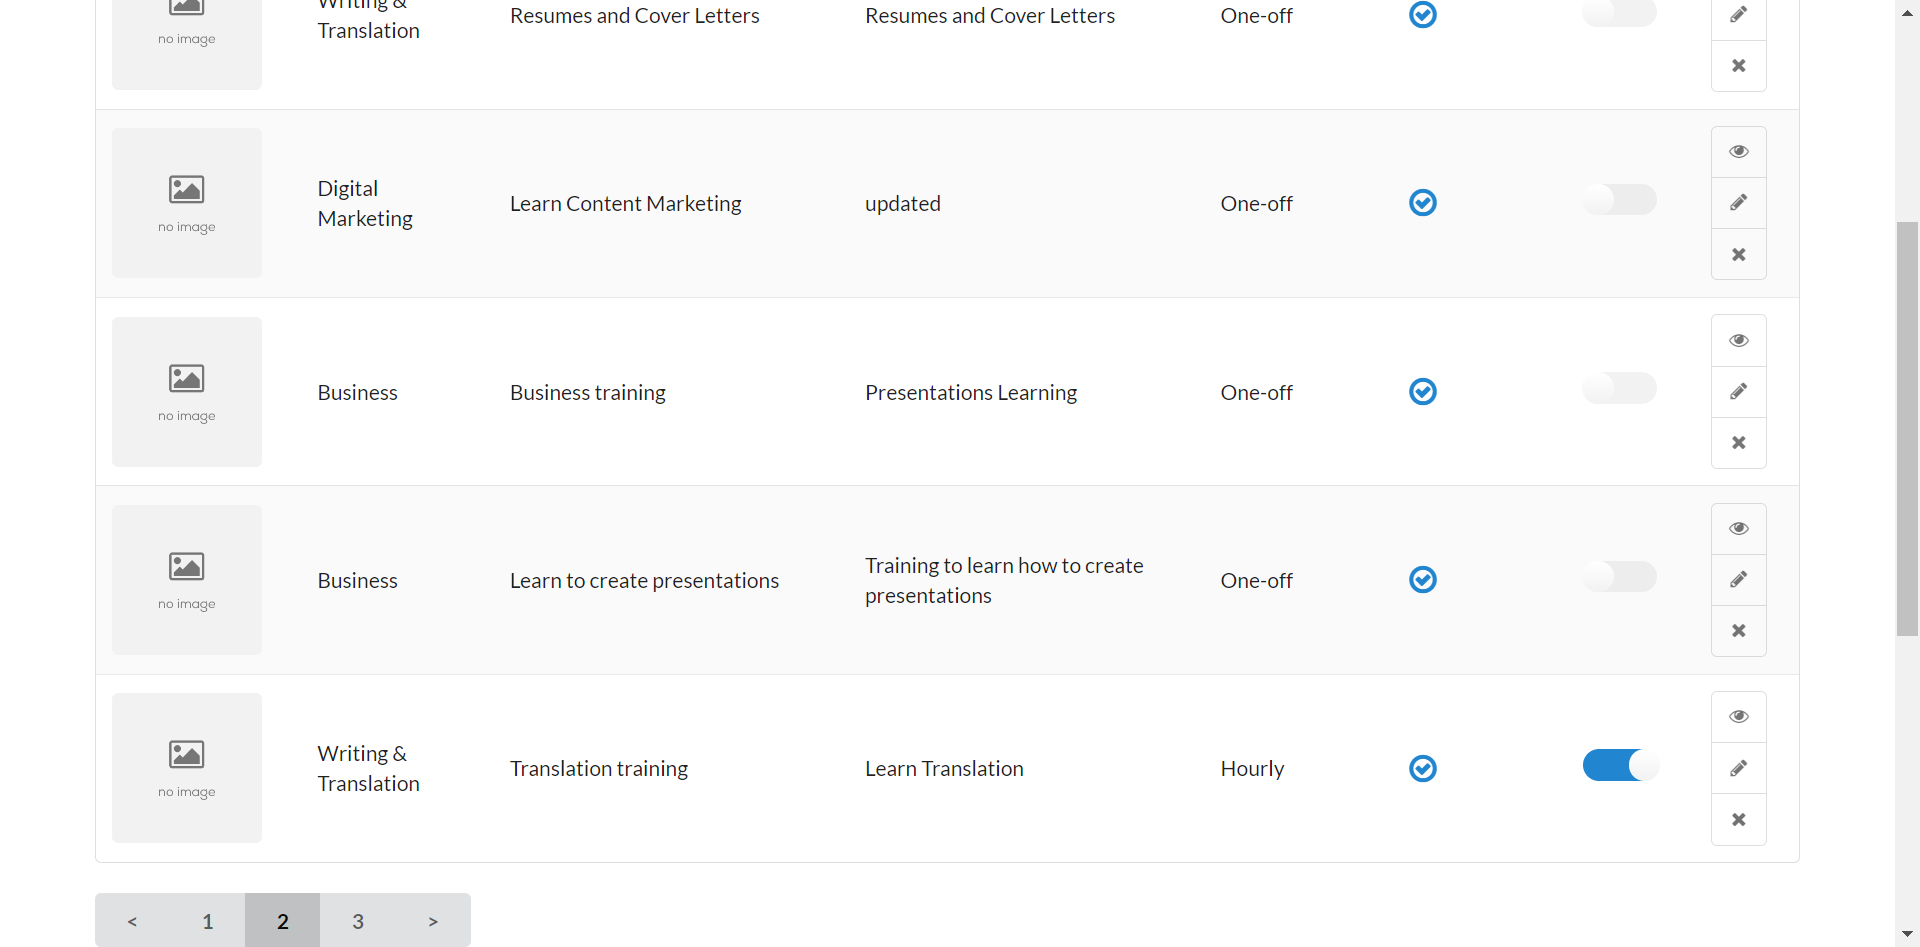 Writing &
Translation
Resumes and Cover Letters
Resumes and Cover Letters
One-off
no image
Digital
Marketing
Learn Content Marketing
updated
One-off
no image
Business
Business training
Presentations Learning
One-off
no image
Business
Learn to create presentations
Training to learn how to create
presentations
One-off
no image
Writing &
Translation
Translation training
Learn Translation
Hourly
no image
< 1 2 3 >